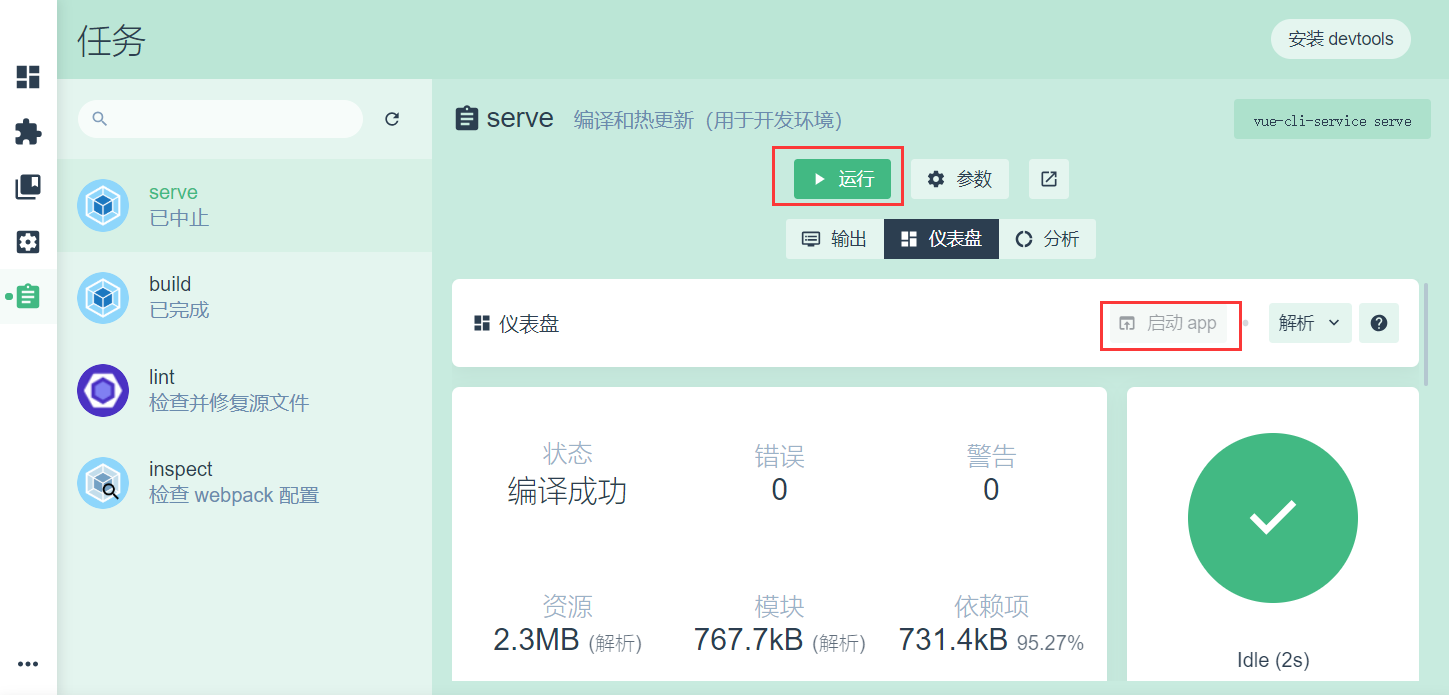 任务
安装 devtools
serve
已中止
build
已完成
lint
检查并修复源文件
inspect
检查 webpack 配置
serve 编译和热更新（用于开发环境）
vue-cli-service serve
运行 参数
输出 仪表盘 分析
仪表盘 启动 app 解析
状态 错误 警告
编译成功 0 0
资源 模块 依赖项
2.3MB (解析) 767.7kB (解析) 731.4kB 95.27%
Idle (2s)